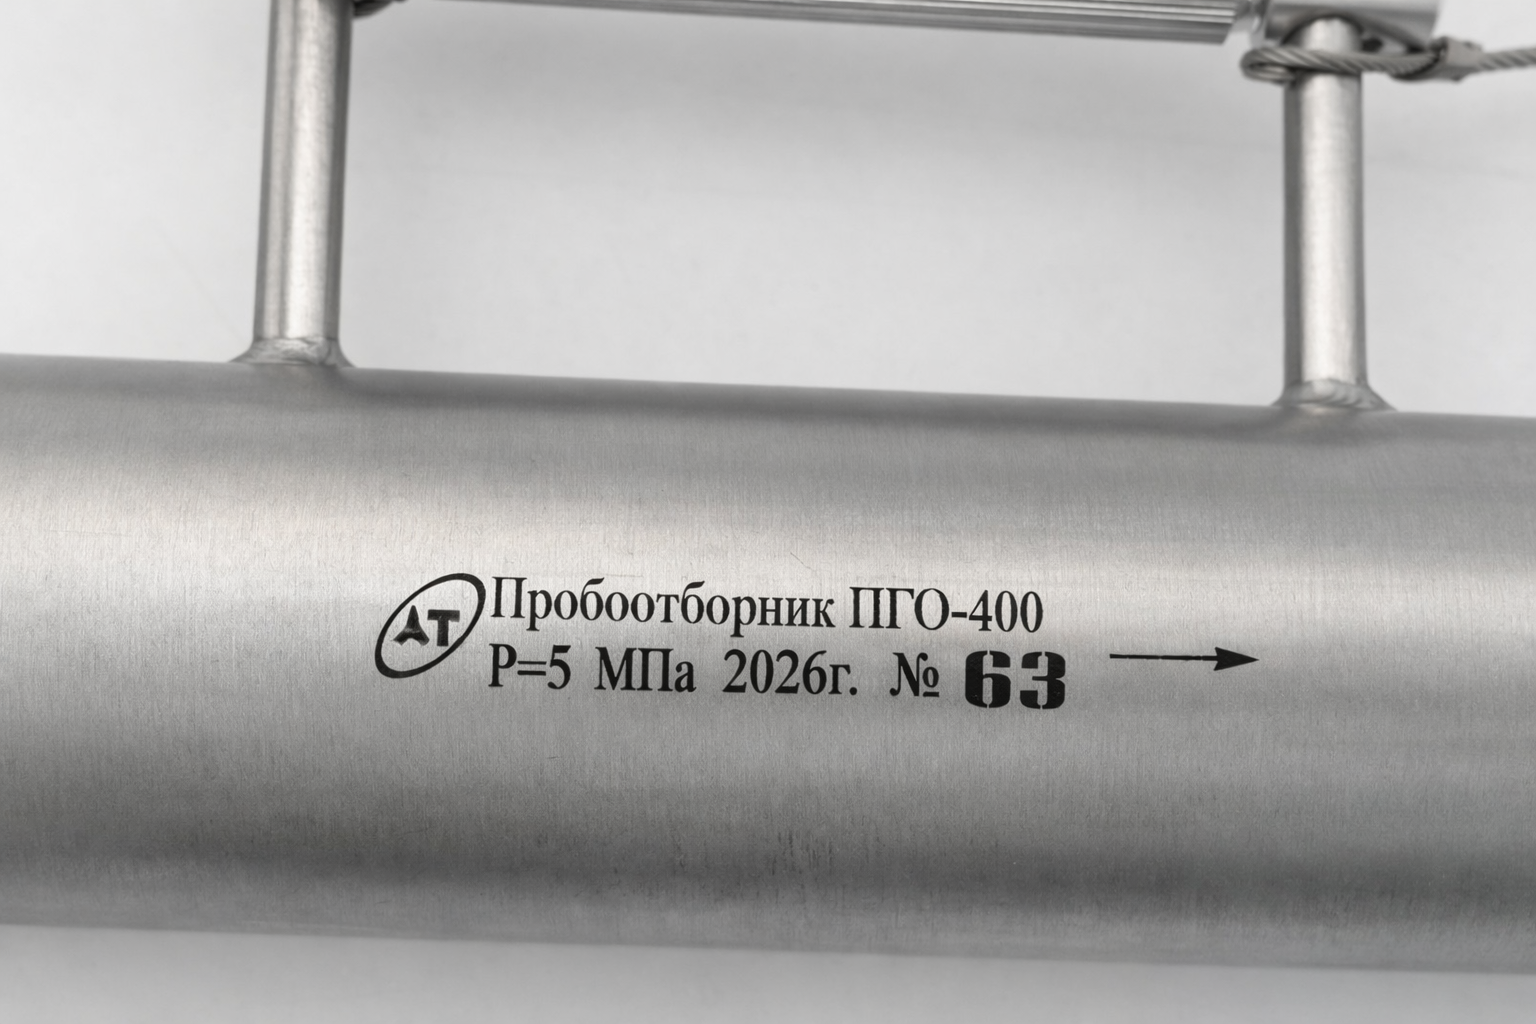 АТ
Пробоотборник ПГО-400
Р=5 МПа 2026г. № 63